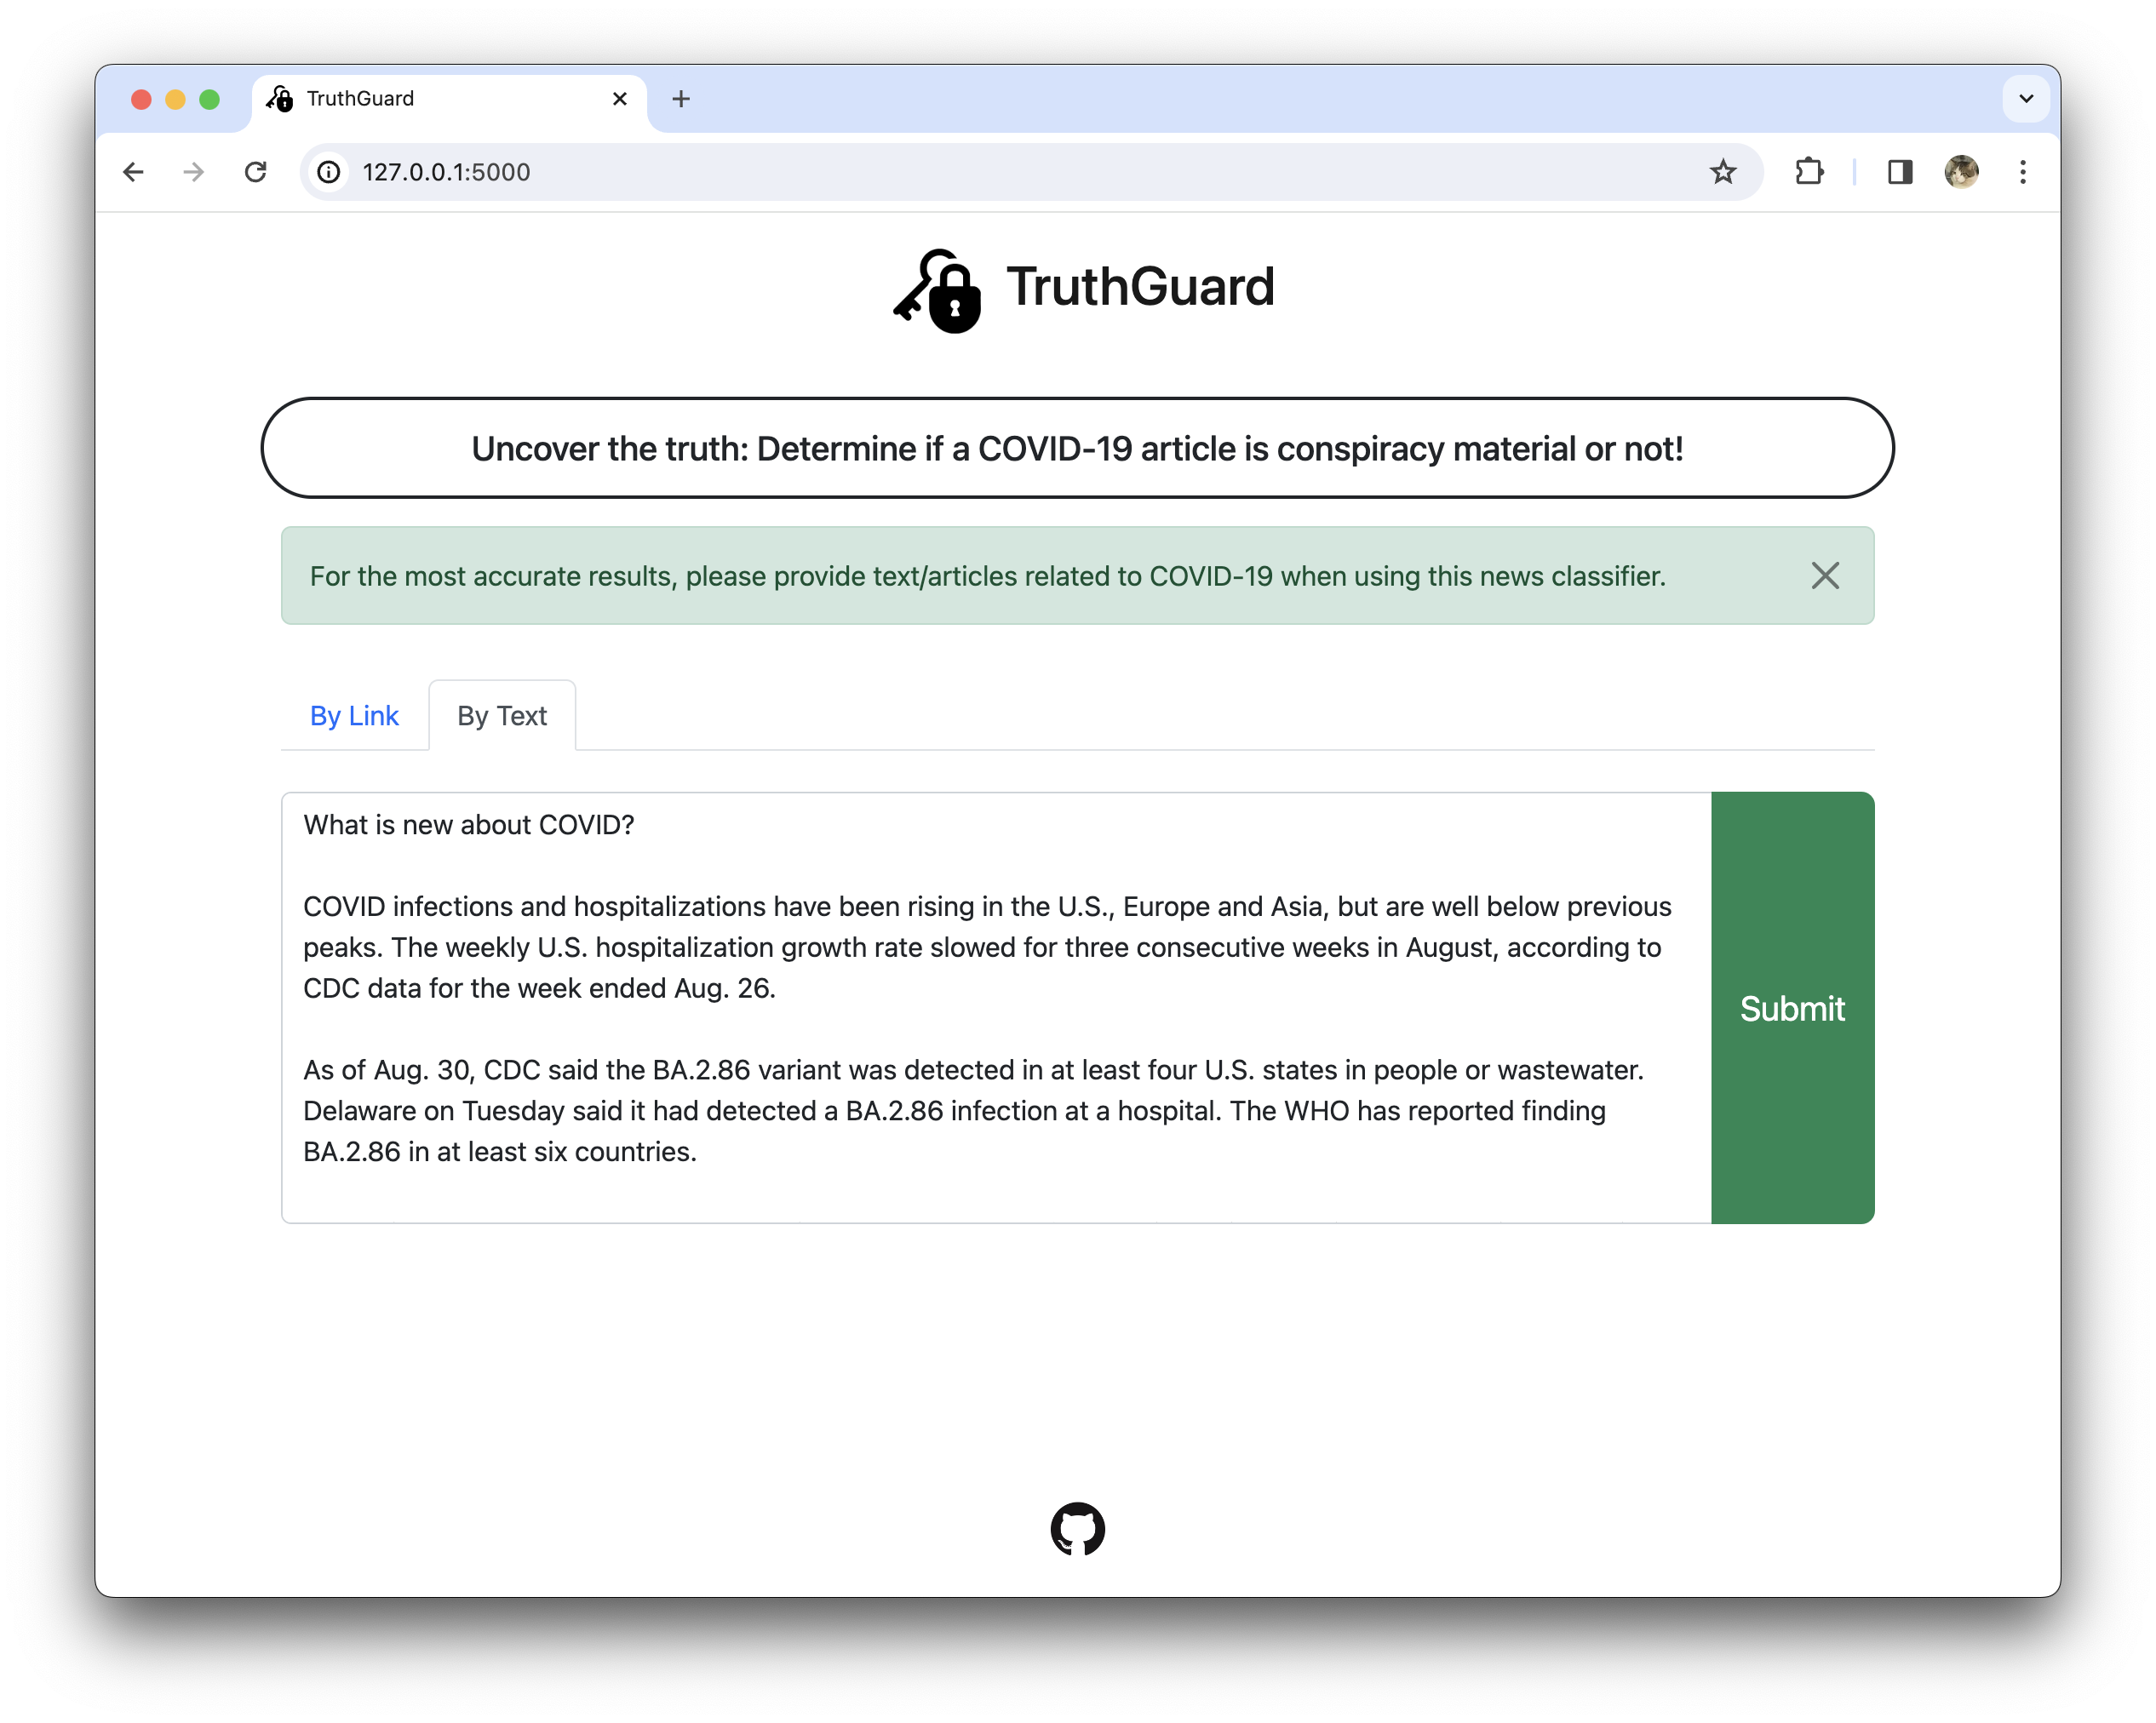 TruthGuard
127.0.0.1:5000
TruthGuard
Uncover the truth: Determine if a COVID-19 article is conspiracy material or not!
For the most accurate results, please provide text/articles related to COVID-19 when using this news classifier.
By Link
By Text
What is new about COVID?
COVID infections and hospitalizations have been rising in the U.S., Europe and Asia, but are well below previous
peaks. The weekly U.S. hospitalization growth rate slowed for three consecutive weeks in August, according to
CDC data for the week ended Aug. 26.
As of Aug. 30, CDC said the BA.2.86 variant was detected in at least four U.S. states in people or wastewater.
Delaware on Tuesday said it had detected a BA.2.86 infection at a hospital. The WHO has reported finding
BA.2.86 in at least six countries.
Submit